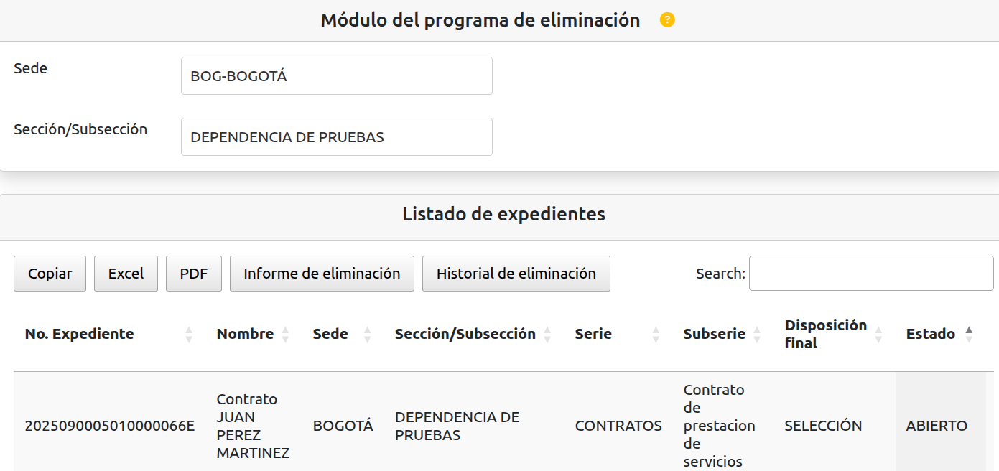 Módulo del programa de eliminación ?
Sede
BOG-BOGOTÁ
Sección/Subsección
DEPENDENCIA DE PRUEBAS
Listado de expedientes
Copiar Excel PDF Informe de eliminación Historial de eliminación Search:
No. Expediente Nombre Sede Sección/Subsección Serie Subserie Disposición final Estado
2025090005010000066E
Contrato
JUAN
PEREZ
MARTINEZ
BOGOTÁ
DEPENDENCIA DE
PRUEBAS
CONTRATOS
Contrato
de
prestacion
de
servicios
SELECCIÓN
ABIERTO